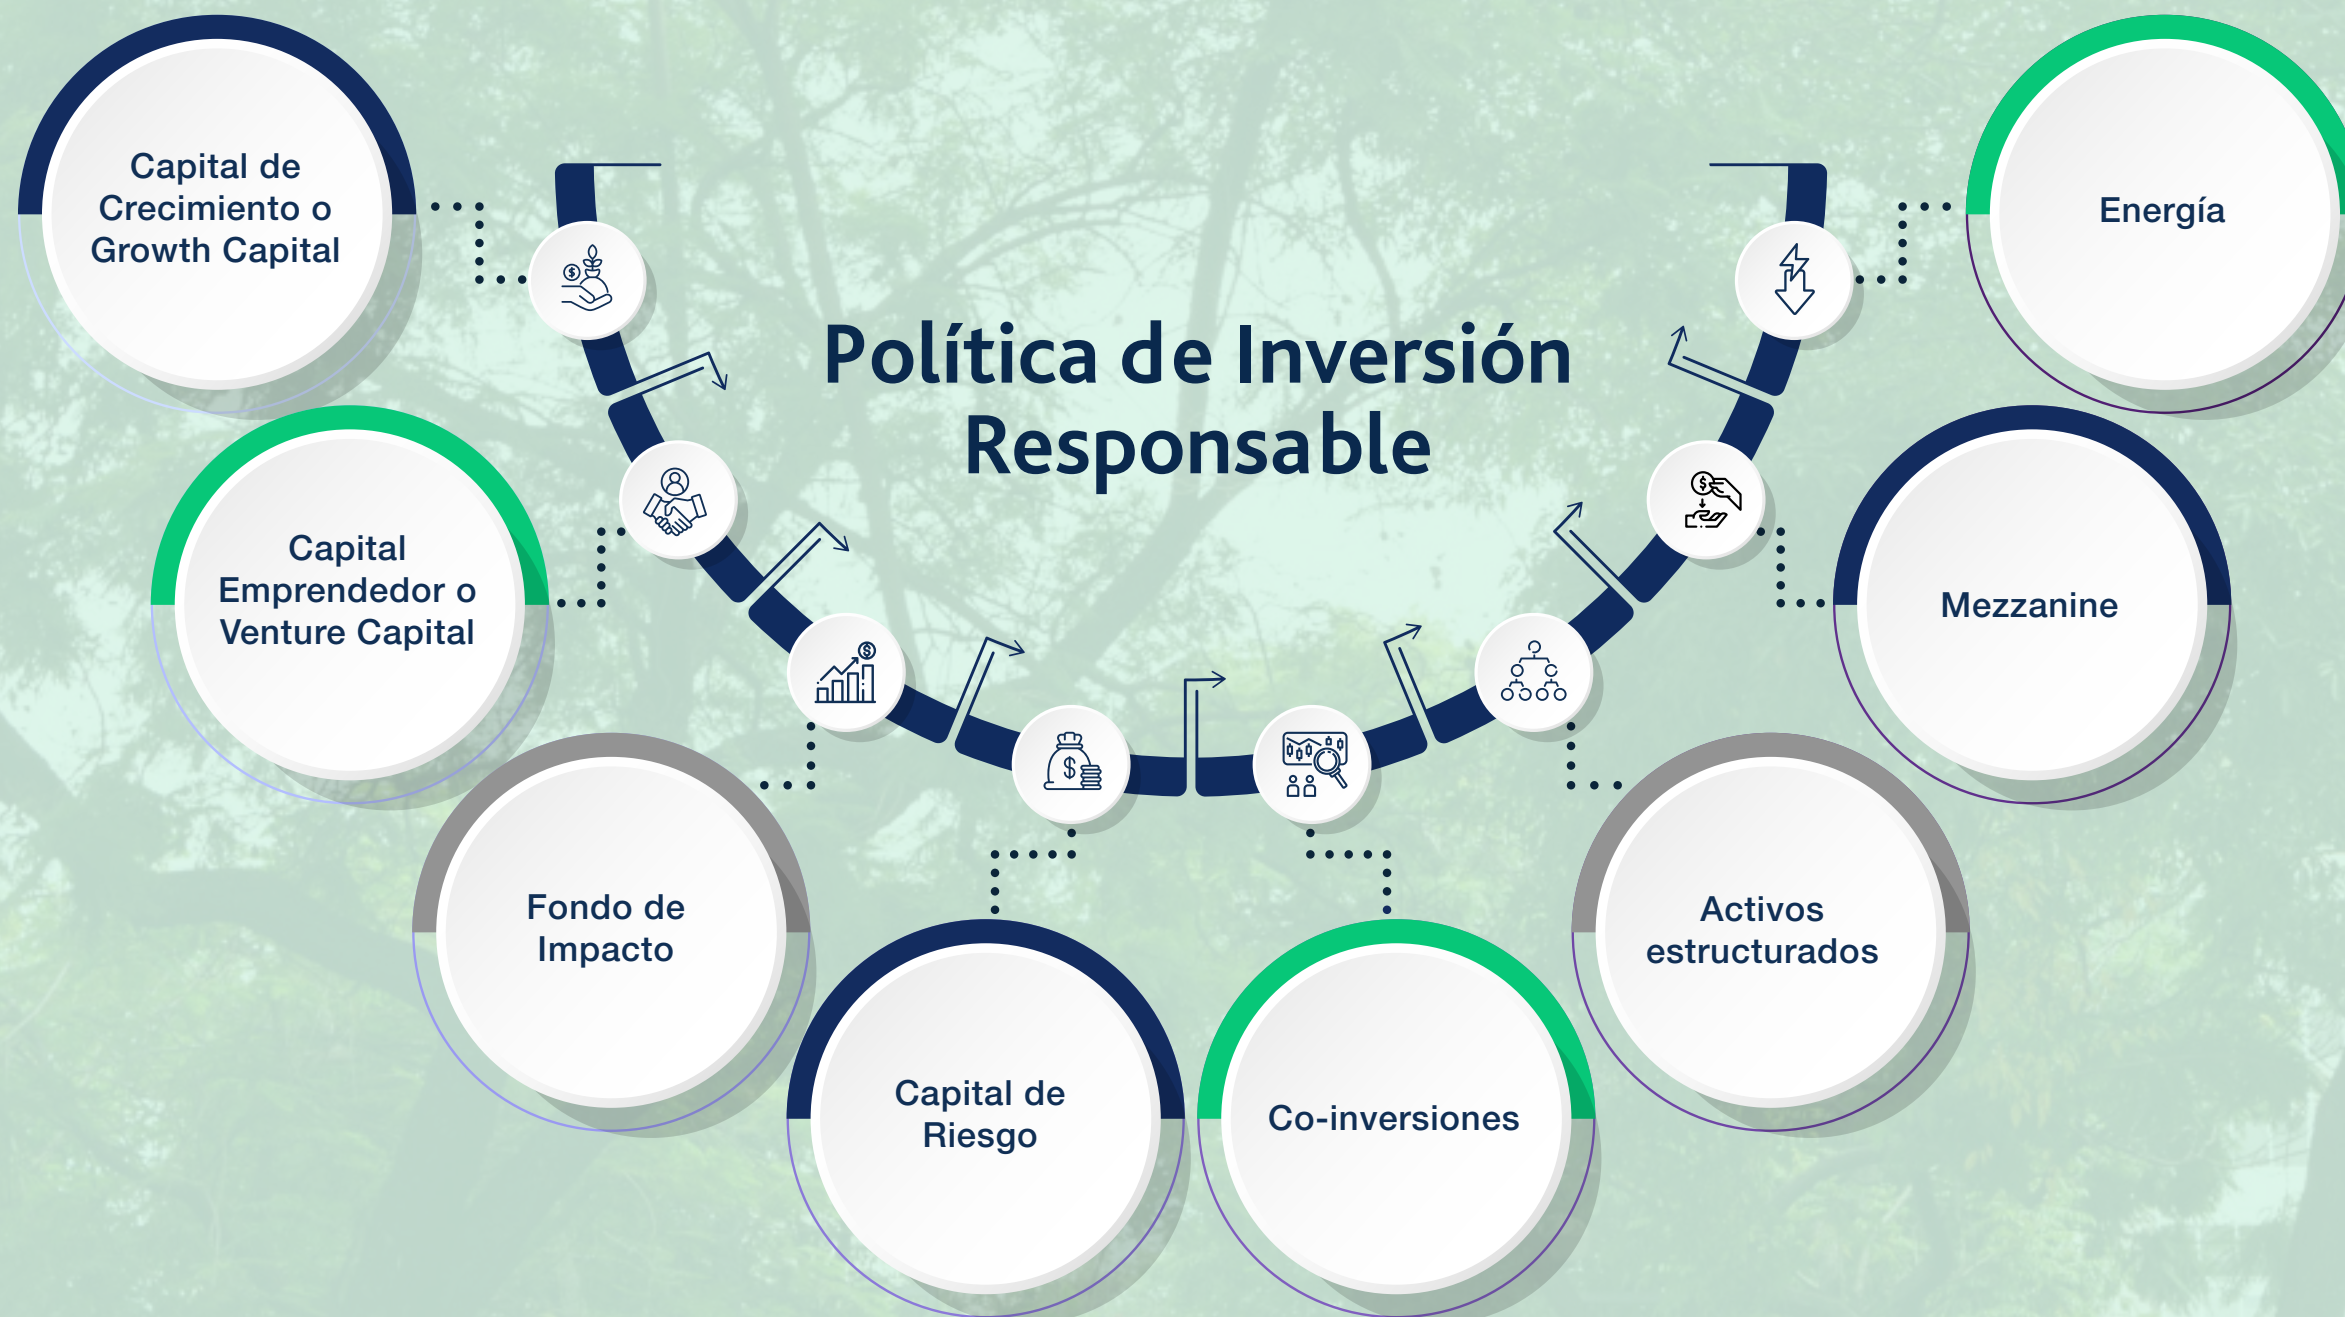 Política de Inversión
Responsable
Capital de
Crecimiento o
Growth Capital
Capital
Emprendedor o
Venture Capital
Fondo de
Impacto
Capital de
Riesgo
Co-inversiones
Activos
estructurados
Mezzanine
Energía